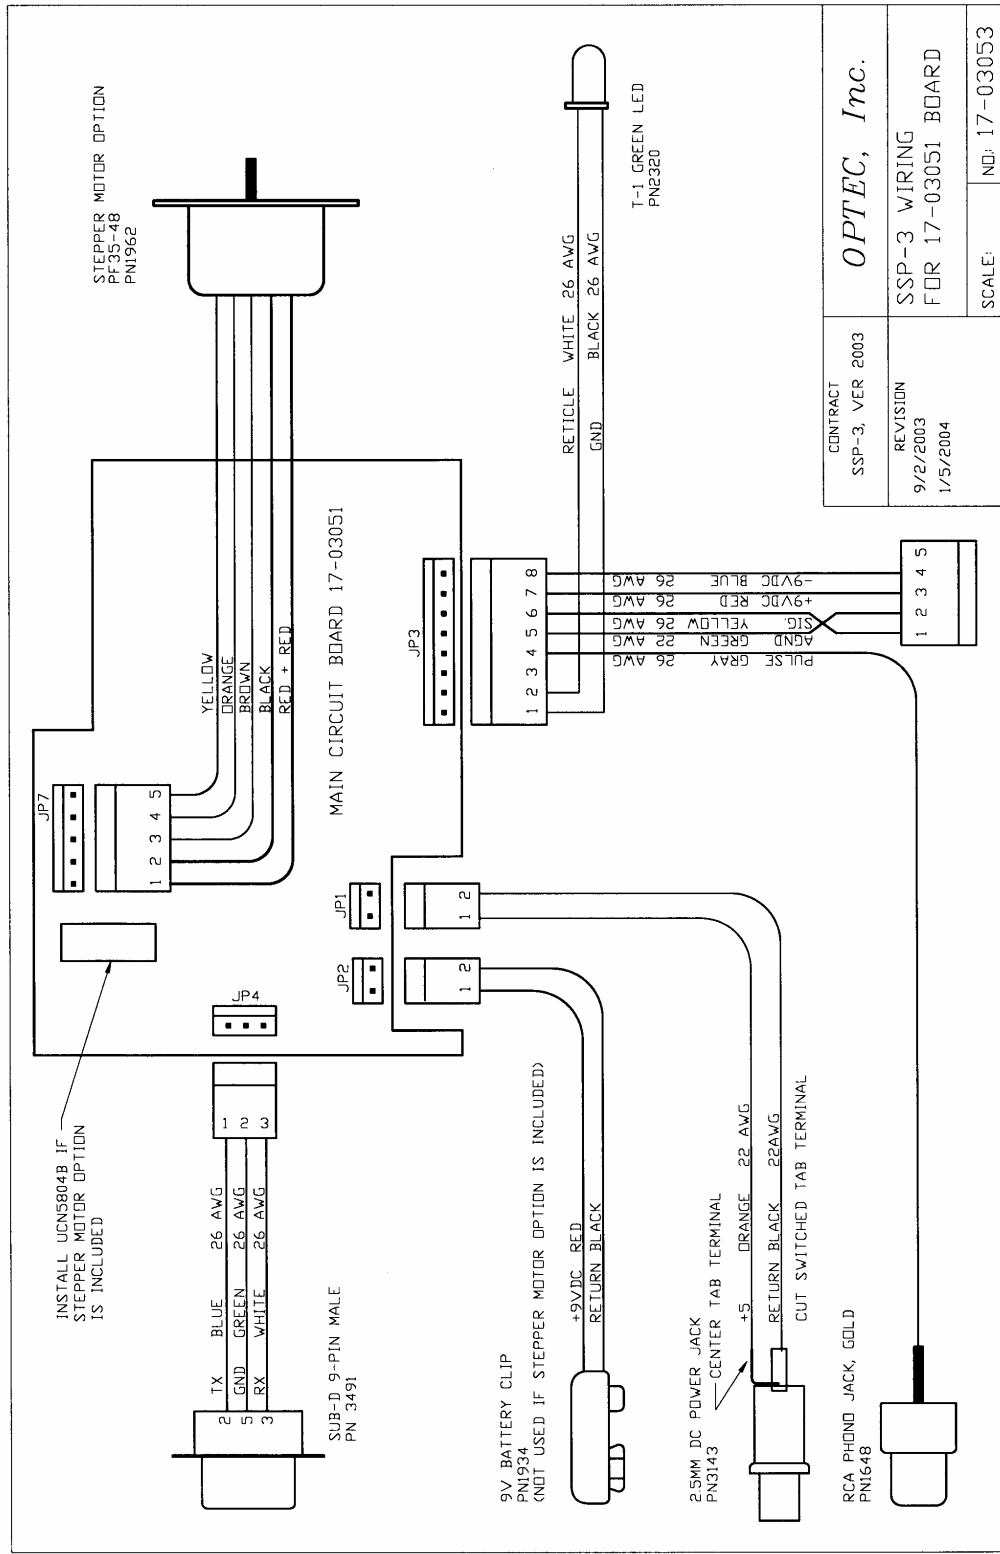 STEPPER MOTOR OPTION
PF35-48
PN1962
YELLOW
ORANGE
BROWN
BLACK
RED + RED
JP7
1 2 3 4 5
INSTALL UCN5804B IF
STEPPER MOTOR OPTION
IS INCLUDED
MAIN CIRCUIT BOARD 17-03051
JP4
1
2
3
TX BLUE 26 AWG
GND GREEN 26 AWG
RX WHITE 26 AWG
2
5
3
SUB-D 9-PIN MALE
PN 3491
JP2
1 2
JP1
1 2
JP3
1 2 3 4 5 6 7 8
T-1 GREEN LED
PN2320
RETICLE WHITE 26 AWG
GND BLACK 26 AWG
9V BATTERY CLIP
PN1934
(NOT USED IF STEPPER MOTOR OPTION IS INCLUDED)
+9VDC RED
RETURN BLACK
2.5MM DC POWER JACK
PN3143
CENTER TAB TERMINAL
+5 ORANGE 22 AWG
RETURN BLACK 22AWG
CUT SWITCHED TAB TERMINAL
RCA PHONO JACK, GOLD
PN1648
-9VDC BLUE 26 AWG
+9VDC RED 26 AWG
SIG. YELLOW 26 AWG
AGND GREEN 22 AWG
PULSE GRAY 26 AWG
1 2 3 4 5
CONTRACT
SSP-3, VER 2003
OPTEC, Inc.
REVISION
9/2/2003
1/5/2004
SSP-3 WIRING
FOR 17-03051 BOARD
SCALE:
NO.: 17-03053